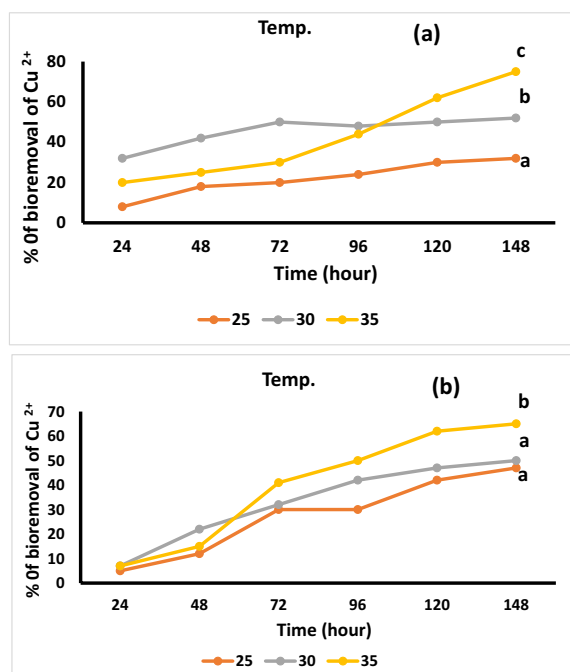 Temp.
(a)
% 0f bioremoval of Cu 2+
80
60
40
20
0
c
b
a
24 48 72 96 120 148
Time (hour)
25 30 35
Temp.
(b)
% 0f bioremoval of Cu 2+
70
60
50
40
30
20
10
0
b
a
a
24 48 72 96 120 148
Time (hour)
25 30 35